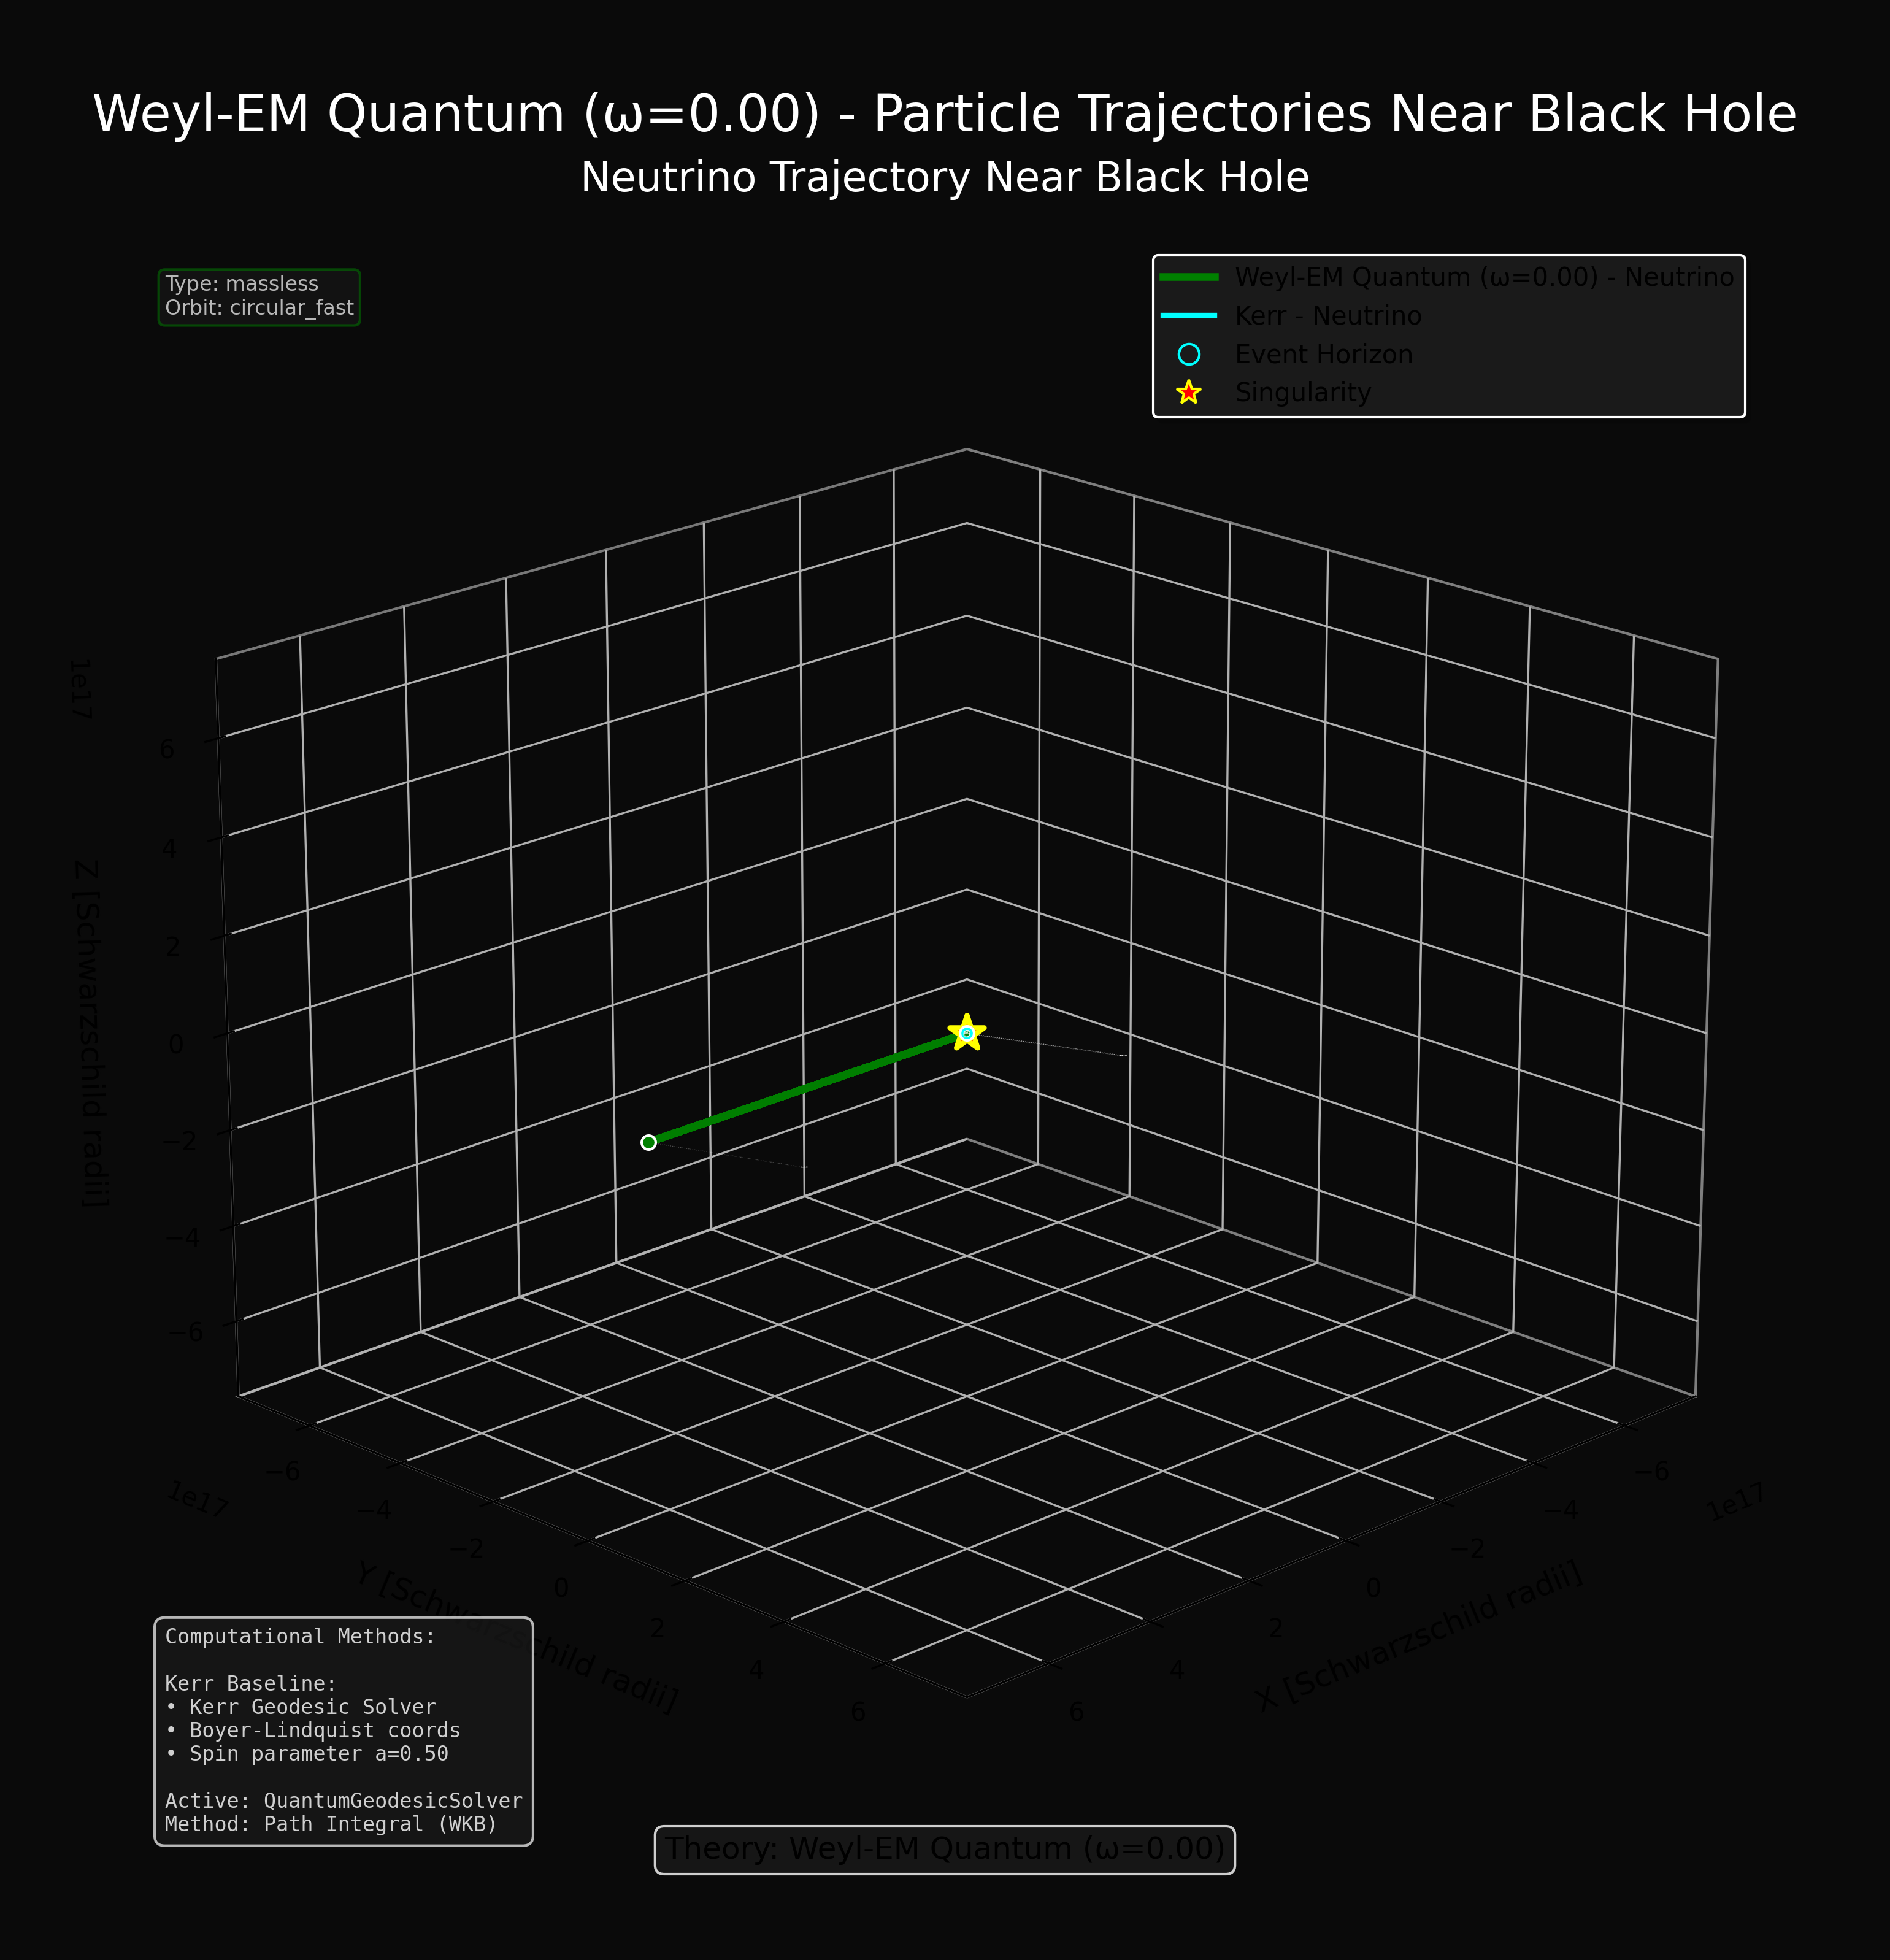 Weyl-EM Quantum (ω=0.00) - Particle Trajectories Near Black Hole
Neutrino Trajectory Near Black Hole
Type: massless
Orbit: circular_fast
Weyl-EM Quantum (ω=0.00) - Neutrino
Kerr - Neutrino
Event Horizon
Singularity
1e17
6
4
2
0
−2
−4
−6
Z [Schwarzschild radii]
1e17
−6
−4
−2
0
2
4
6
Y [Schwarzschild radii]
6
4
2
0
−2
−4
−6
1e17
X [Schwarzschild radii]
Computational Methods:
Kerr Baseline:
• Kerr Geodesic Solver
• Boyer-Lindquist coords
• Spin parameter a=0.50
Active: QuantumGeodesicSolver
Method: Path Integral (WKB)
Theory: Weyl-EM Quantum (ω=0.00)